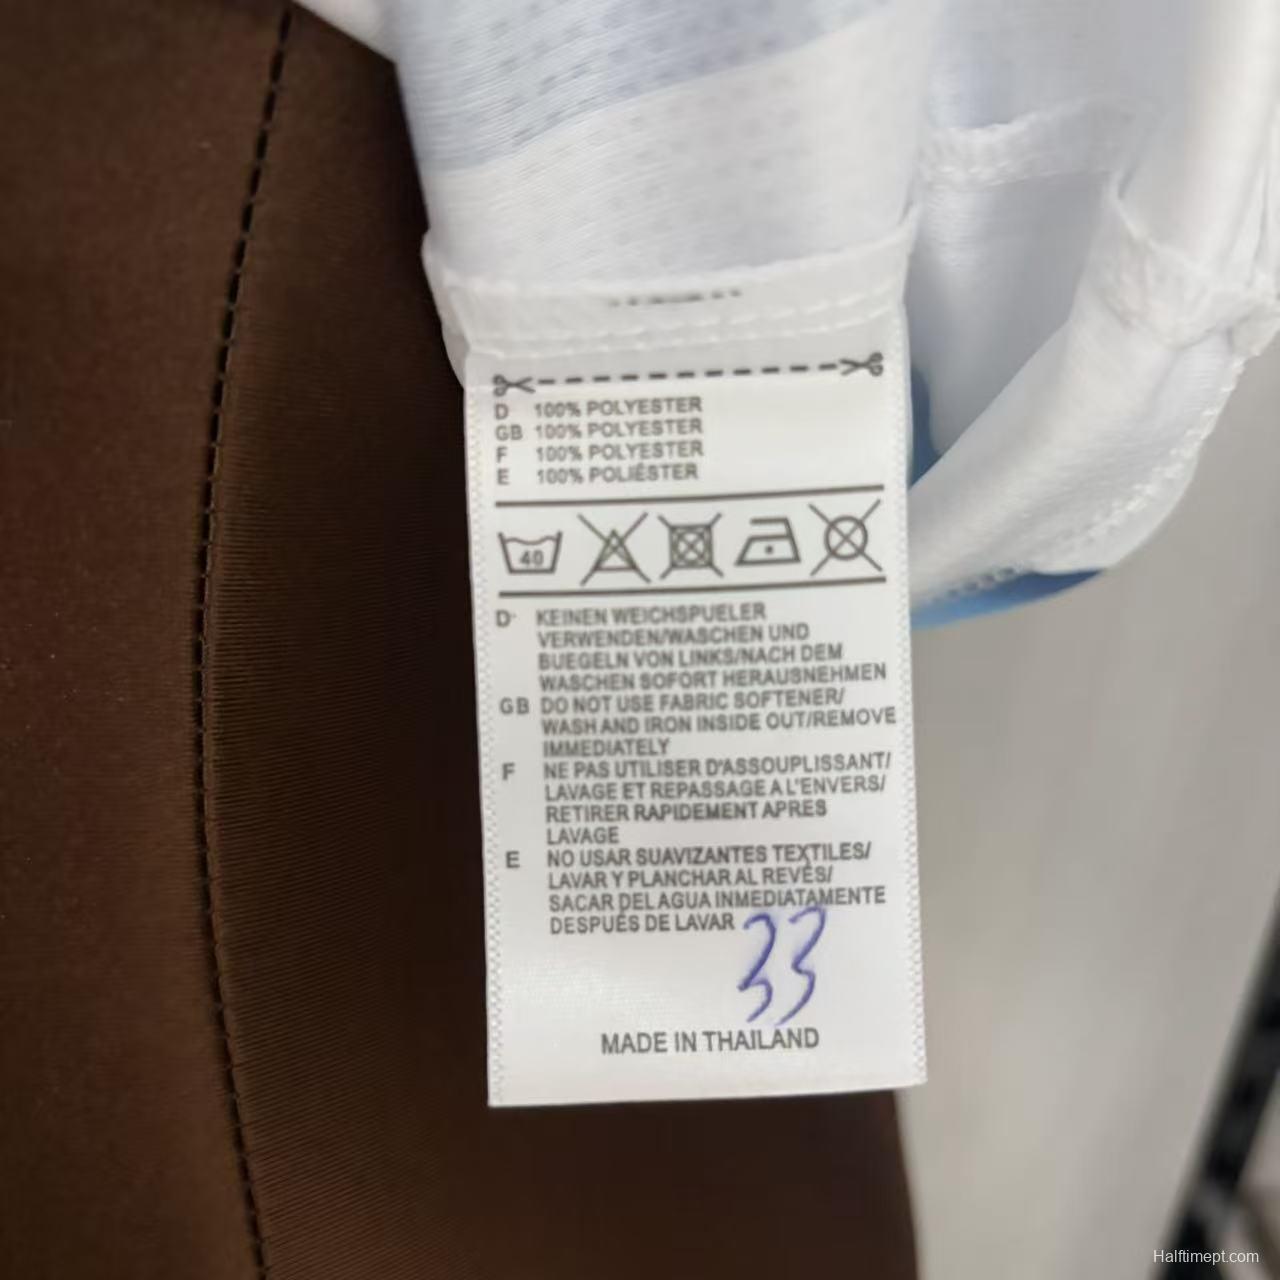 D 100% POLYESTER
GB 100% POLYESTER
F 100% POLYESTER
E 100% POLIÉSTER
40
D KEINEN WEICHSPUELER
VERWENDEN/WASCHEN UND
BUEGELN VON LINKS/NACH DEM
WASCHEN SOFORT HERAUSNEHMEN
GB DO NOT USE FABRIC SOFTENER/
WASH AND IRON INSIDE OUT/REMOVE
IMMEDIATELY
F NE PAS UTILISER D'ASSOUPLISSANT/
LAVAGE ET REPASSAGE A L'ENVERS/
RETIRER RAPIDEMENT APRES
LAVAGE
E NO USAR SUAVIZANTES TEXTILES/
LAVAR Y PLANCHAR AL REVÉS/
SACAR DEL AGUA INMEDIATAMENTE
DESPUÉS DE LAVAR
33
MADE IN THAILAND
Halftimept.com